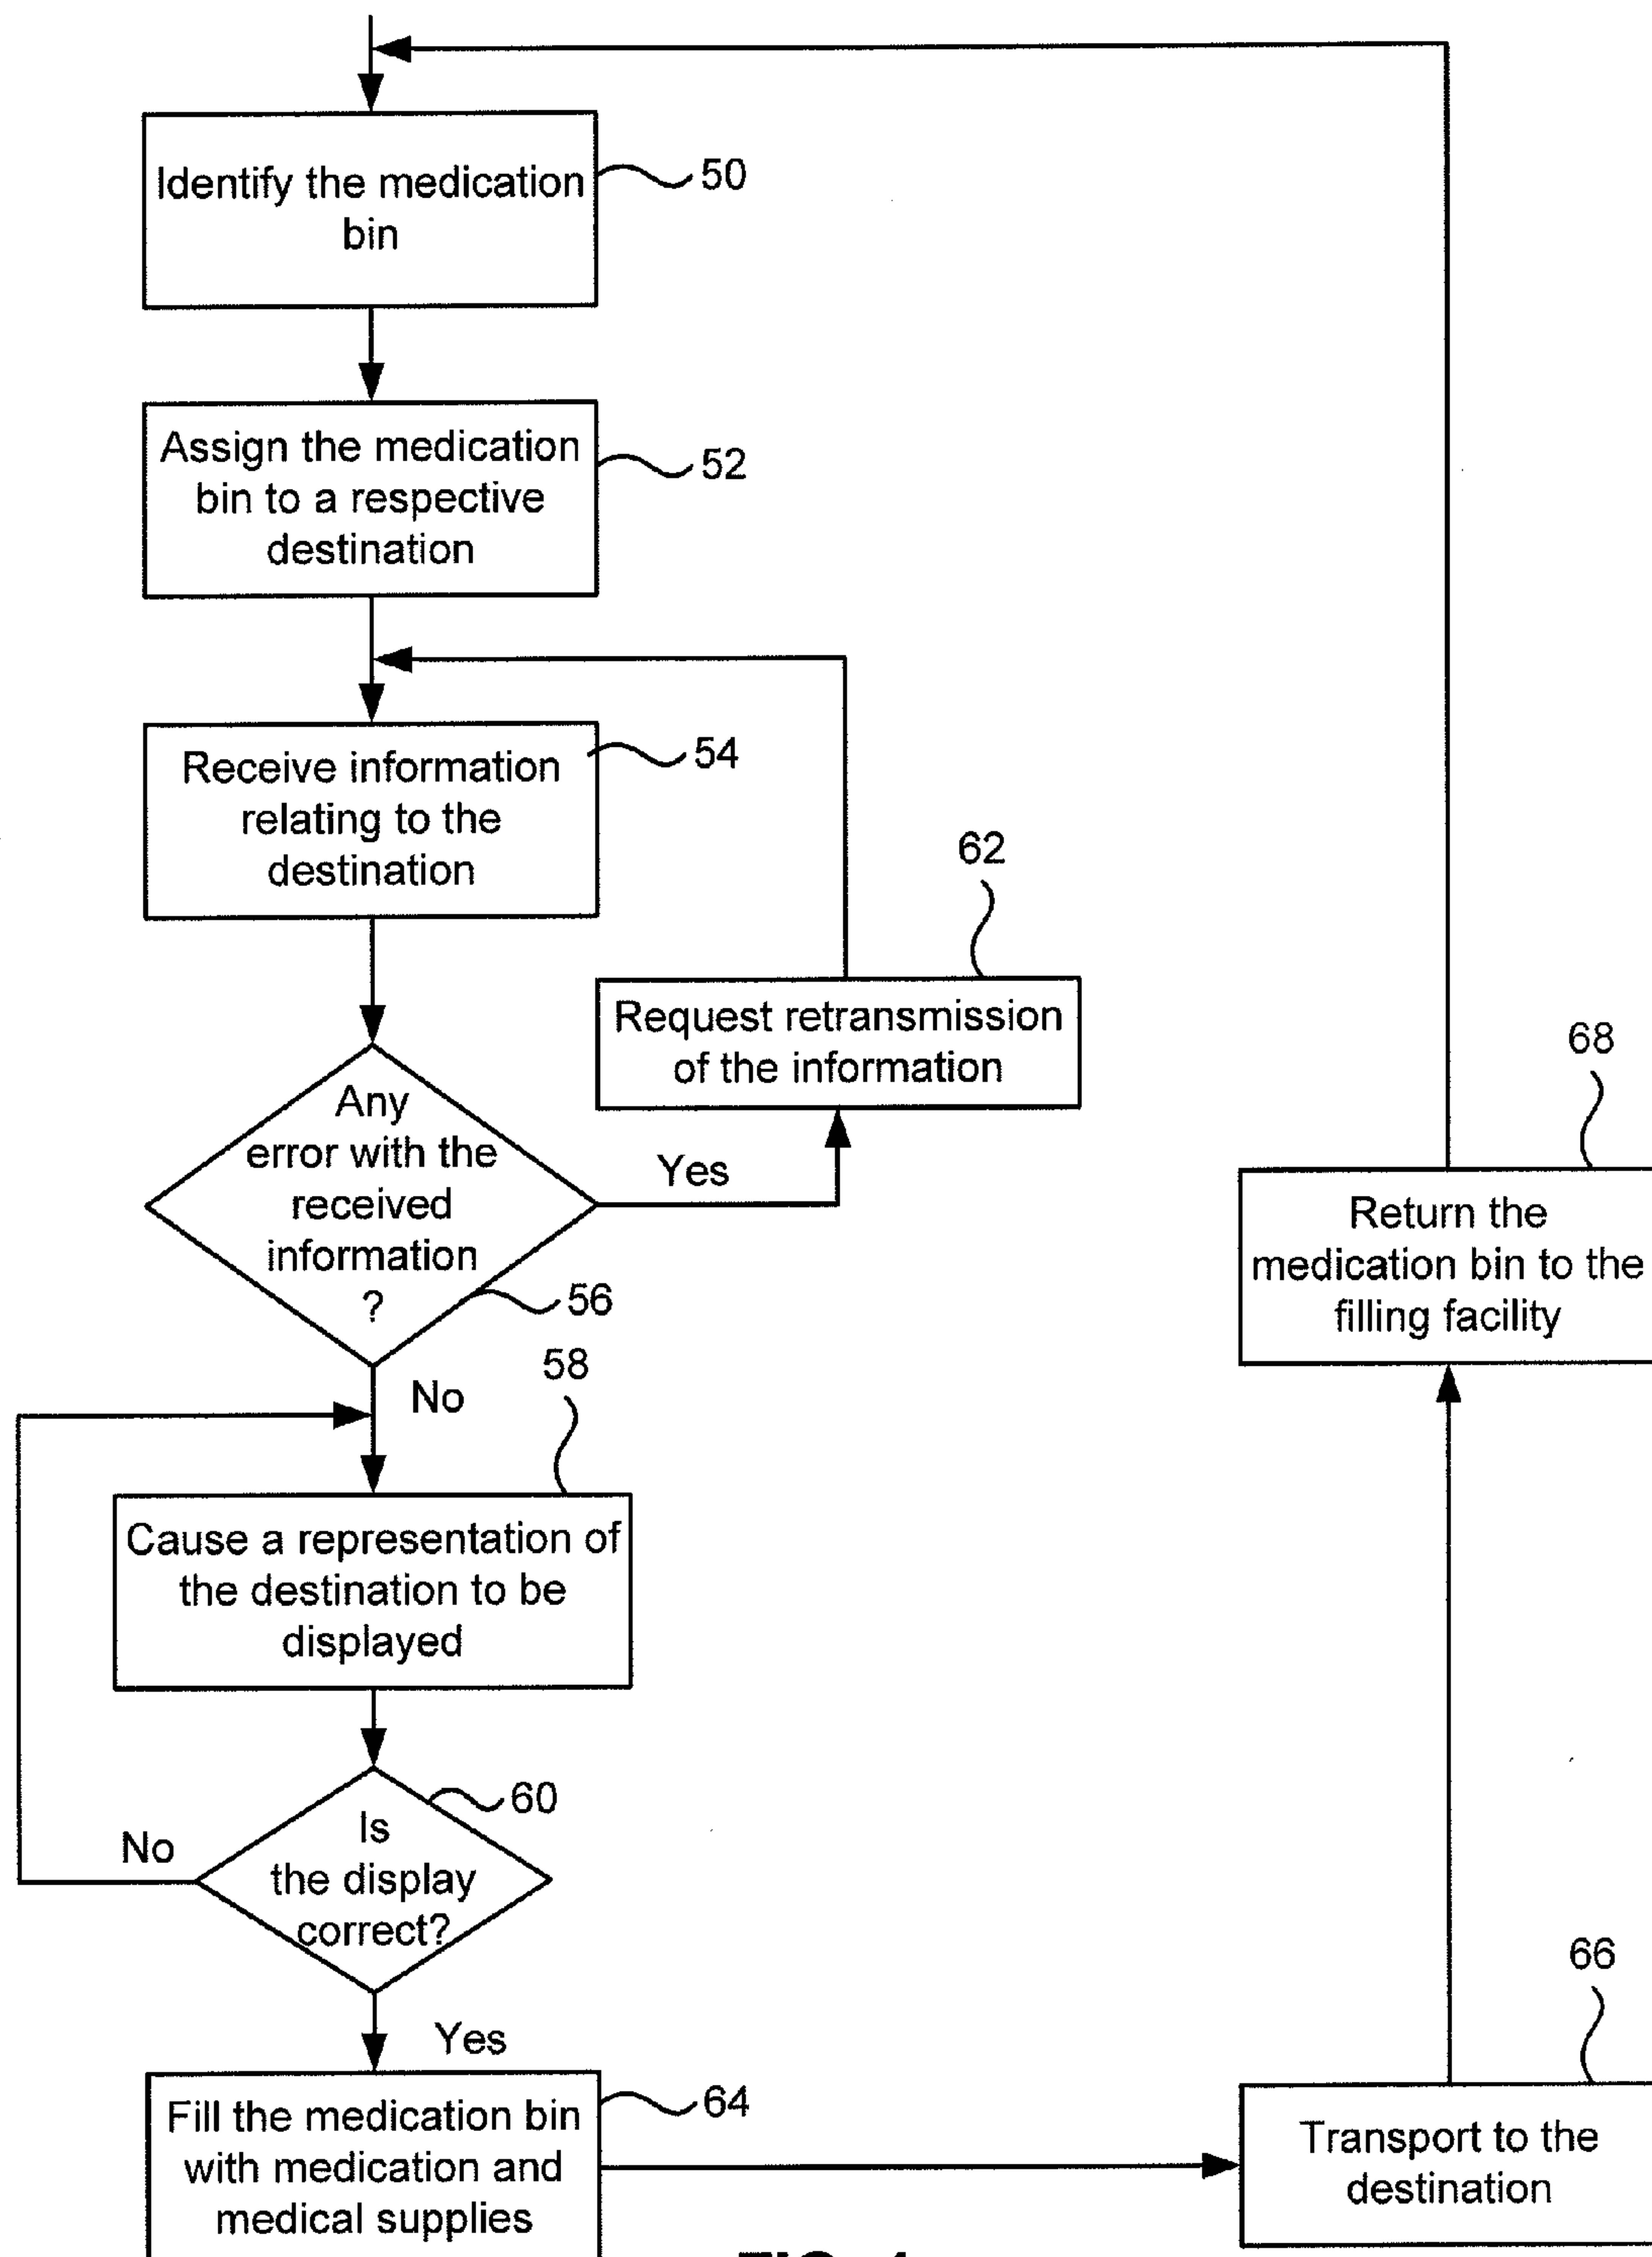 Identify the medication
bin
50
Assign the medication
bin to a respective
destination
52
Receive information
relating to the
destination
54
62
Request retransmission
of the information
Any
error with the
received
information
?
Yes
56
No
58
Cause a representation of
the destination to be
displayed
60
Is
the display
correct?
No
Yes
Fill the medication bin
with medication and
medical supplies
64
66
Transport to the
destination
68
Return the
medication bin to the
filling facility